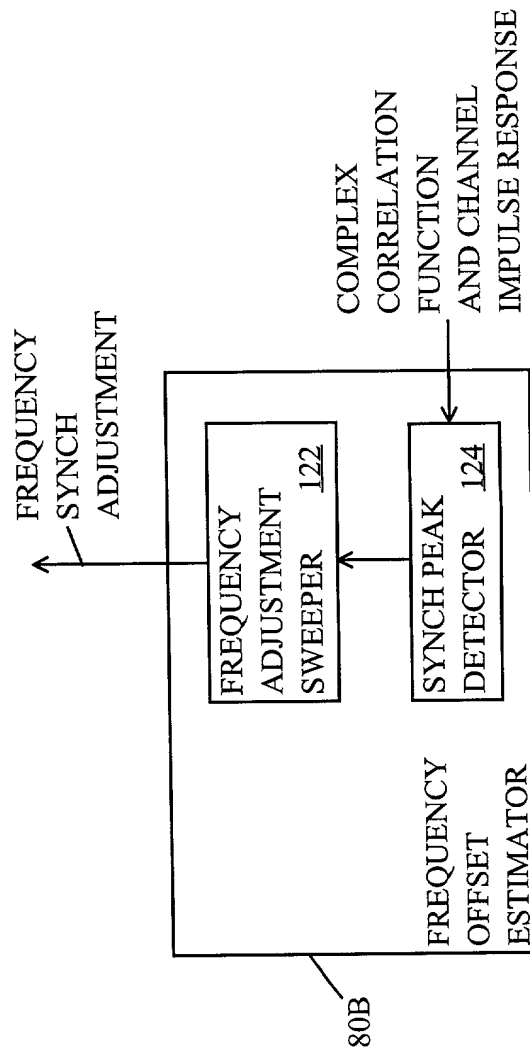 FREQUENCY
SYNCH
ADJUSTMENT
FREQUENCY
ADJUSTMENT
SWEEPER 122
COMPLEX
CORRELATION
FUNCTION
AND CHANNEL
IMPULSE RESPONSE
SYNCH PEAK
DETECTOR 124
FREQUENCY
OFFSET
ESTIMATOR
80B